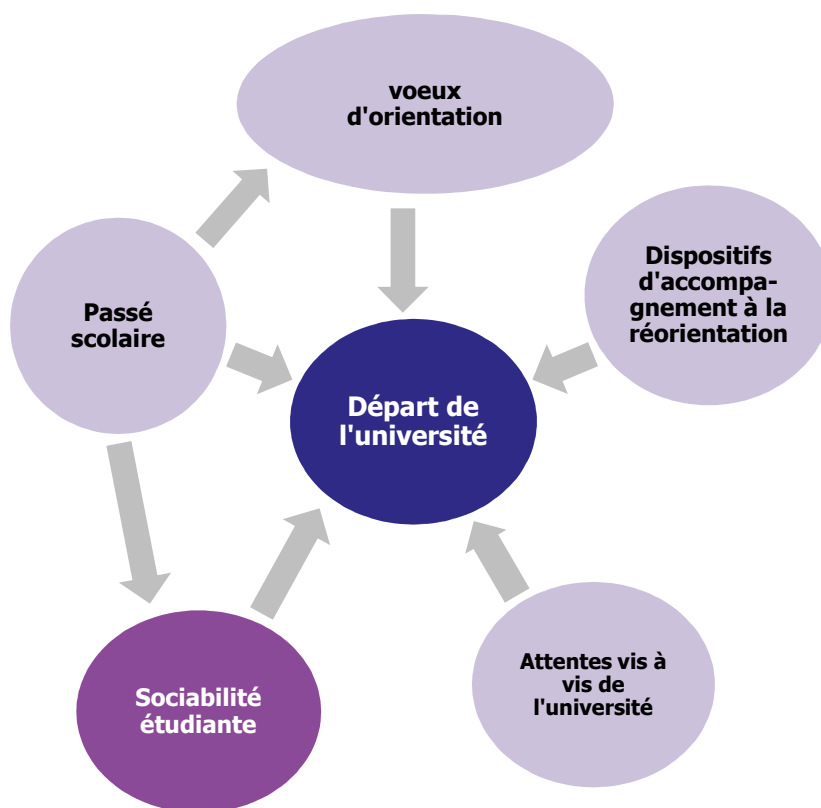 voeux
d'orientation
Dispositifs
d'accompa-
gnement à la
réorientation
Passé
scolaire
Départ de
l'université
Attentes vis à
vis de
l'université
Sociabilité
étudiante